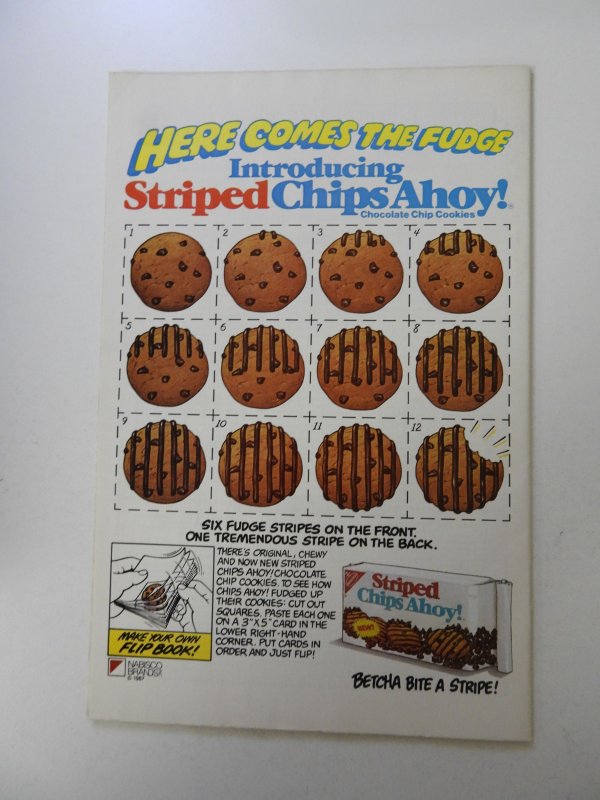 HERE COMES THE FUDGE
Introducing
Striped Chips Ahoy!
Chocolate Chip Cookies
1
2
3
4
5
6
7
8
9
10
11
12
SIX FUDGE STRIPES ON THE FRONT.
ONE TREMENDOUS STRIPE ON THE BACK.
THERE'S ORIGINAL, CHEWY
AND NOW NEW STRIPED
CHIPS AHOY! CHOCOLATE
CHIP COOKIES. TO SEE HOW
CHIPS AHOY! FUDGED UP
THEIR COOKIES: CUT OUT
SQUARES. PASTE EACH ONE
ON A 3"X5" CARD IN THE
LOWER RIGHT-HAND
CORNER. PUT CARDS IN
ORDER AND JUST FLIP!
MAKE YOUR OWN
FLIP BOOK!
NABISCO
BRANDS
© 1987
Striped
Chips Ahoy!
NEW!
BETCHA BITE A STRIPE!